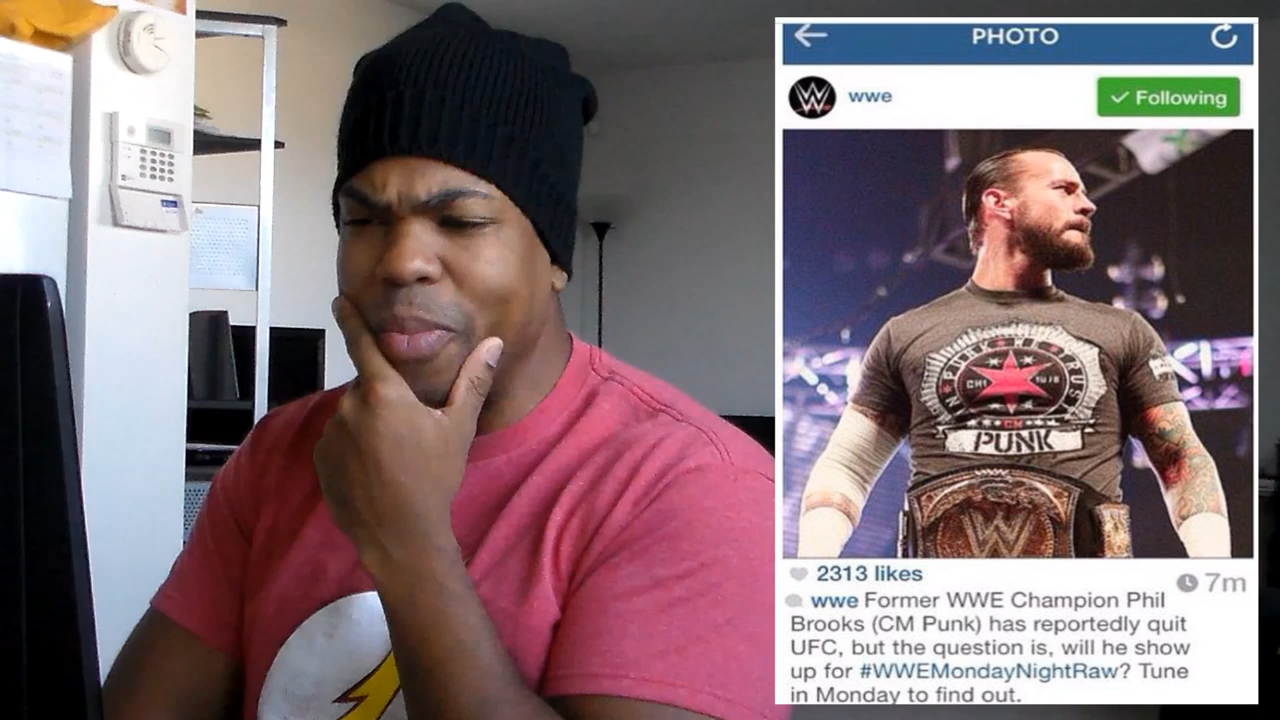 PHOTO
wwe
✓ Following
CHI
CM
PUNK
W
2313 likes
7m
wwe Former WWE Champion Phil
Brooks (CM Punk) has reportedly quit
UFC, but the question is, will he show
up for #WWEMondayNightRaw? Tune
in Monday to find out.